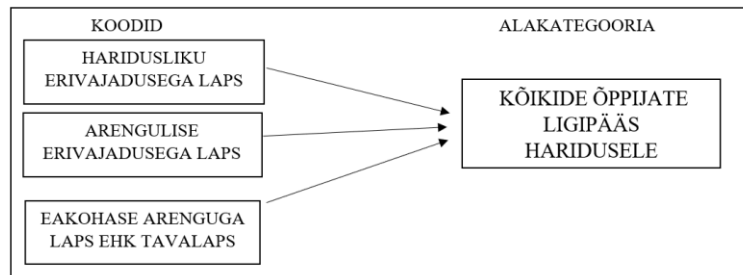 KOODID
ALAKATEGOORIA
HARIDUSLIKU
ERIVAJADUSEGA LAPS
ARENGULISE
ERIVAJADUSEGA LAPS
EAKOHASE ARENGUGA
LAPS EHK TAVALAPS
KÕIKIDE ÕPPIJATE
LIGIPÄÄS
HARIDUSELE